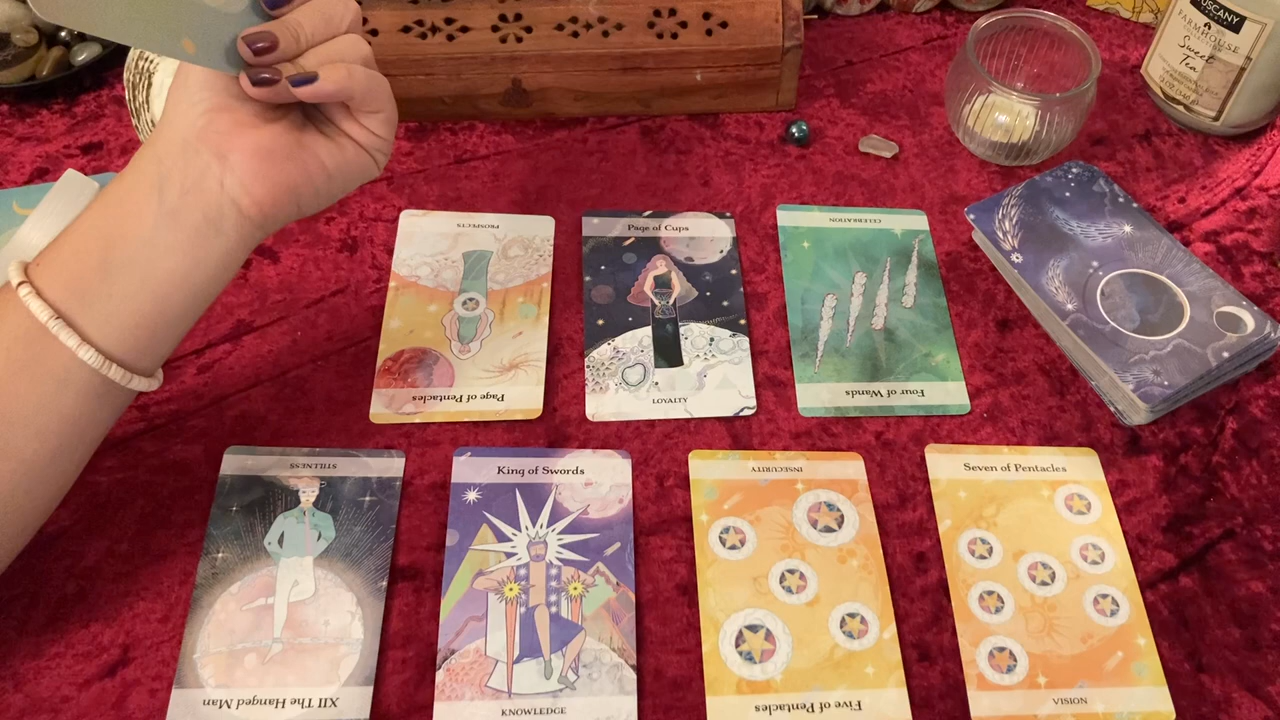 TUSCANY
FARMHOUSE
Sweet
Tea
PROSPECTS
Page of Pentacles
Page of Cups
LOYALTY
CELEBRATION
Four of Wands
STILLNESS
XII The Hanged Man
King of Swords
KNOWLEDGE
INSECURITY
Five of Pentacles
Seven of Pentacles
VISION